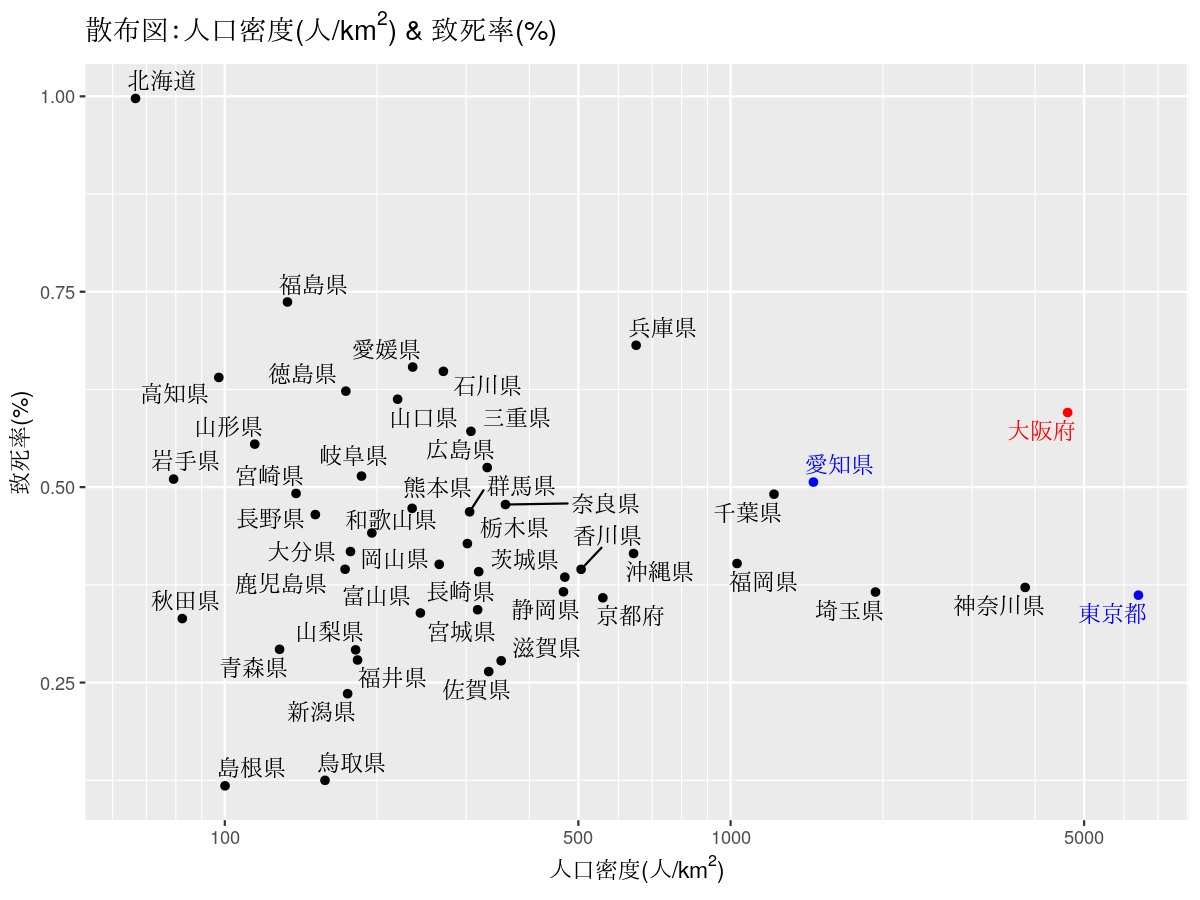 散布図:人口密度(人/km²) & 致死率(%)
北海道
1.00
福島県
0.75
兵庫県
愛媛県
徳島県
石川県
高知県
山口県 三重県
山形県
大阪府
広島県
岐阜県
岩手県
愛知県
宮崎県
熊本県 群馬県
0.50
奈良県
千葉県
長野県 和歌山県
栃木県 香川県
大分県 岡山県 茨城県
沖縄県
鹿児島県
福岡県
富山県 長崎県
秋田県
静岡県 京都府
埼玉県 神奈川県
東京都
山梨県 宮城県
滋賀県
青森県
福井県
0.25
佐賀県
新潟県
島根県 鳥取県
致死率(%)
100 500 1000 5000
人口密度(人/km²)